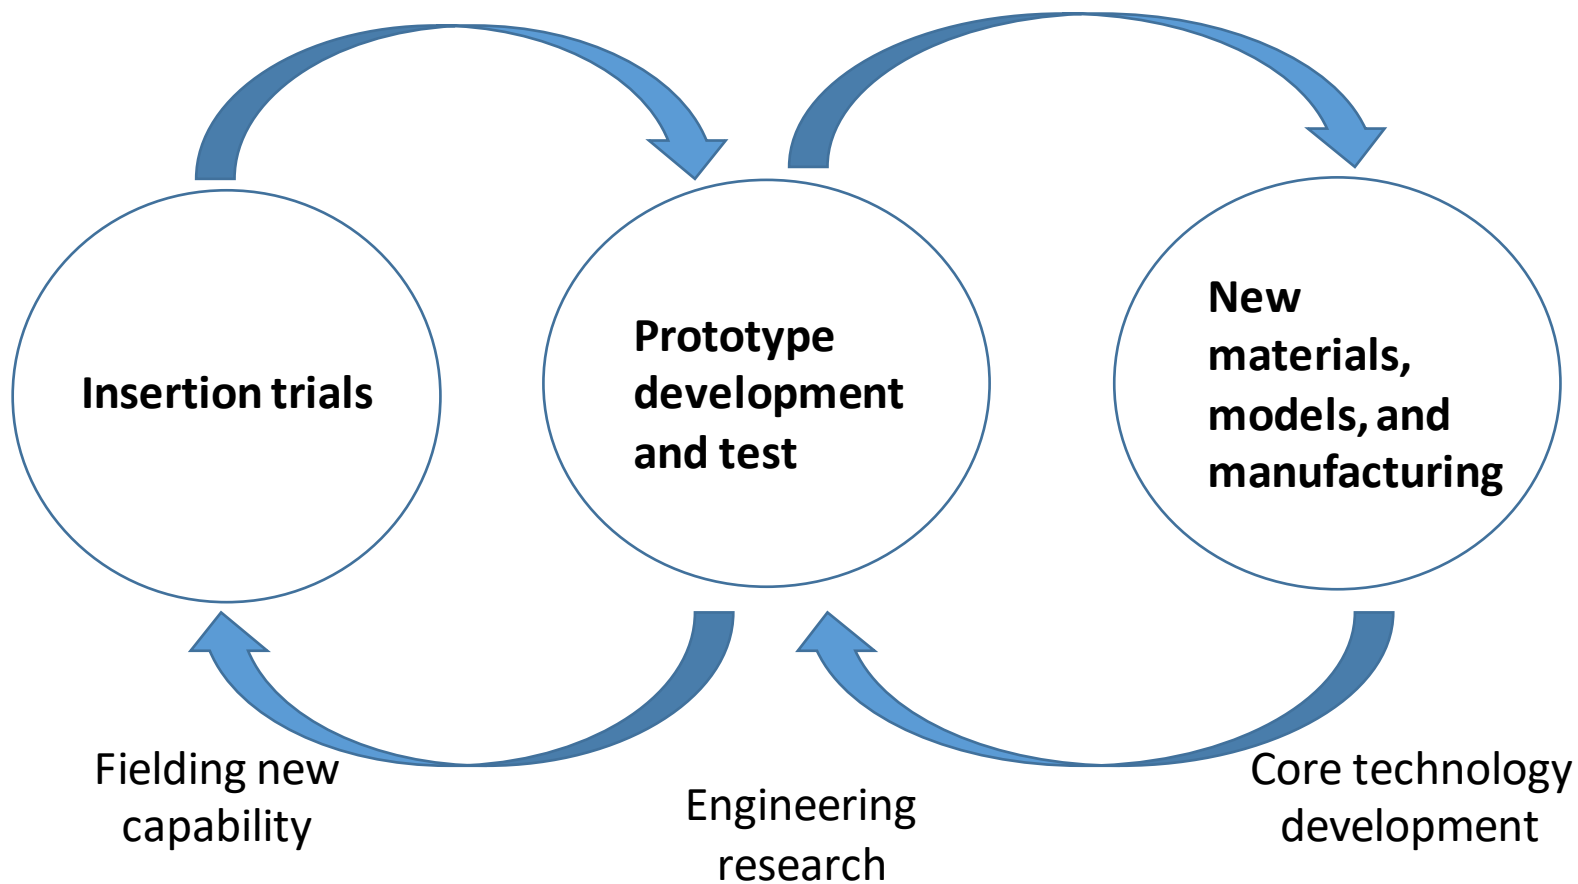 Insertion trials
Prototype
development
and test
New
materials,
models, and
manufacturing
Fielding new
capability
Engineering
research
Core technology
development